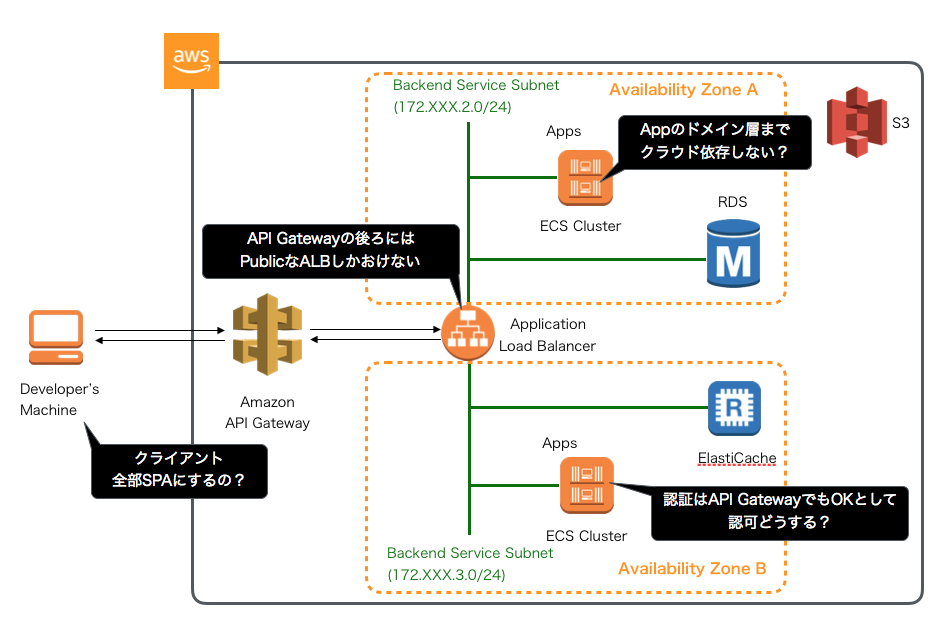 aws
Backend Service Subnet
(172.XXX.2.0/24)
Availability Zone A
S3
Apps
Appのドメイン層まで
クラウド依存しない？
ECS Cluster
RDS
M
API Gatewayの後ろには
PublicなALBしかおけない
Application
Load Balancer
Developer's
Machine
Amazon
API Gateway
クライアント
全部SPAにするの？
R
ElastiCache
Apps
認証はAPI GatewayでもOKとして
認可どうする？
ECS Cluster
Backend Service Subnet
(172.XXX.3.0/24)
Availability Zone B